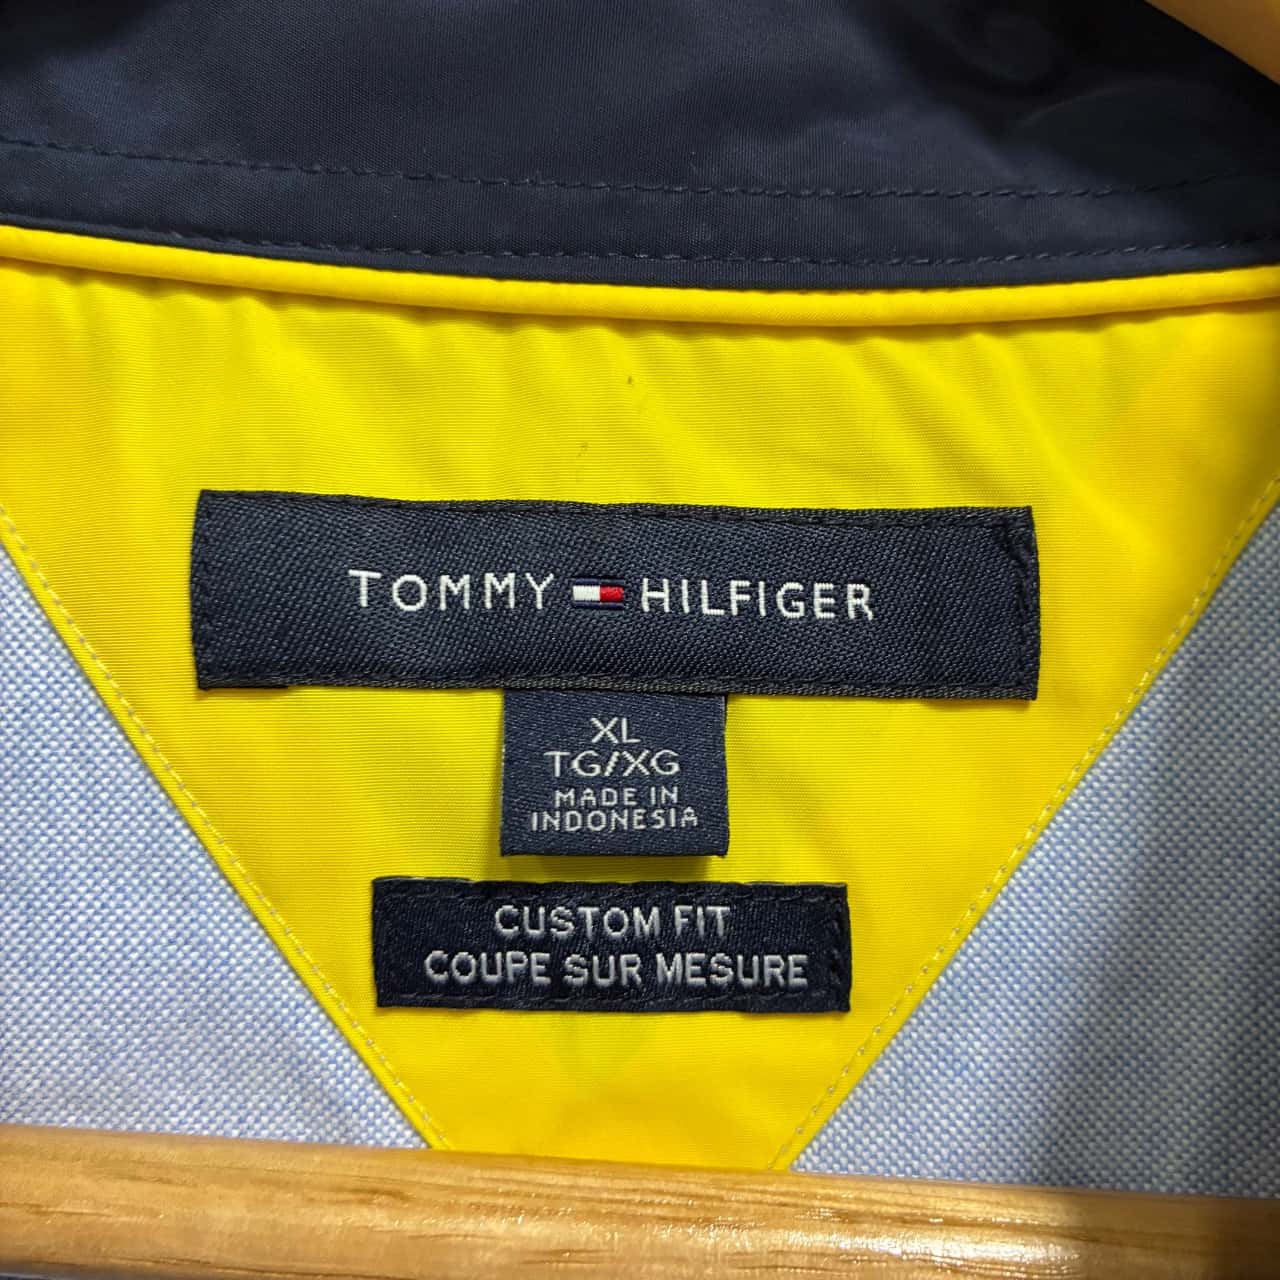 TOMMY HILFIGER
XL
TG/XG
MADE IN
INDONESIA
CUSTOM FIT
COUPE SUR MESURE